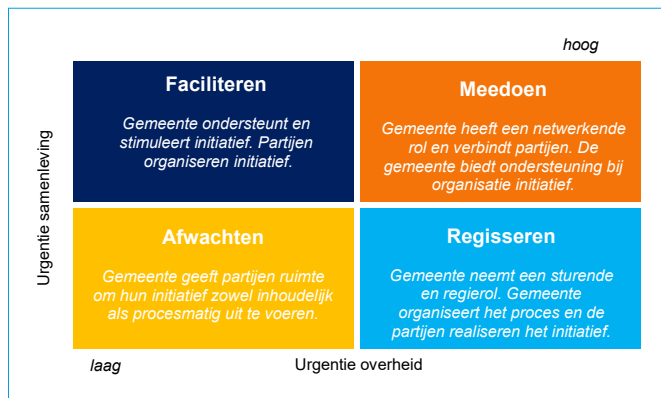 hoog
Urgentie samenleving
Faciliteren
Gemeente ondersteunt en
stimuleert initiatief. Partijen
organiseren initiatief.
Meedoen
Gemeente heeft een netwerkende
rol en verbindt partijen. De
gemeente biedt ondersteuning bij
organisatie initiatief.
Afwachten
Gemeente geeft partijen ruimte
om hun initiatief zowel inhoudelijk
als procesmatig uit te voeren.
Regisseren
Gemeente neemt een sturende
en regierol. Gemeente
organiseert het proces en de
partijen realiseren het initiatief.
laag
Urgentie overheid